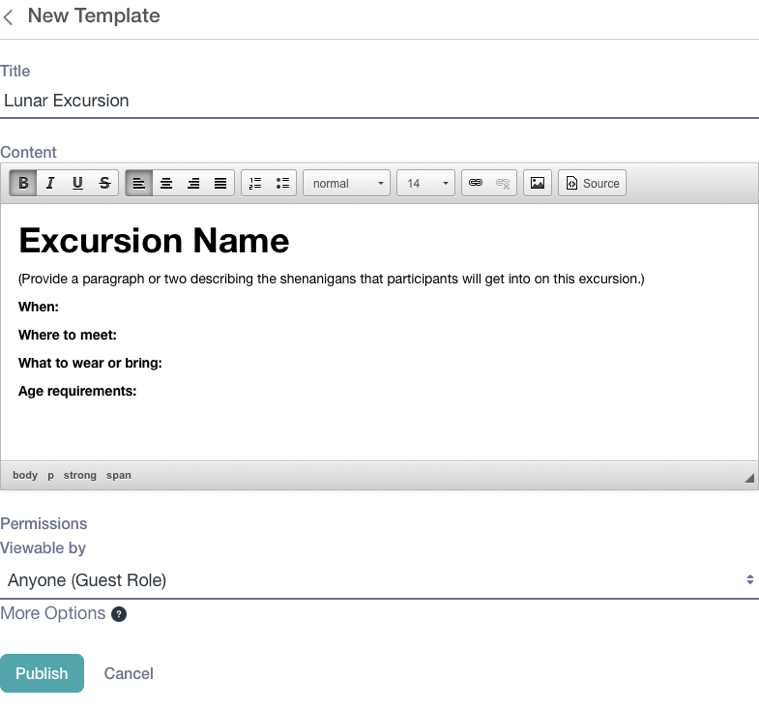 New Template
Title
Lunar Excursion
Content
B I U S normal 14 Source
Excursion Name
(Provide a paragraph or two describing the shenanigans that participants will get into on this excursion.)
When:
Where to meet:
What to wear or bring:
Age requirements:
body p strong span
Permissions
Viewable by
Anyone (Guest Role)
More Options ?
Publish Cancel